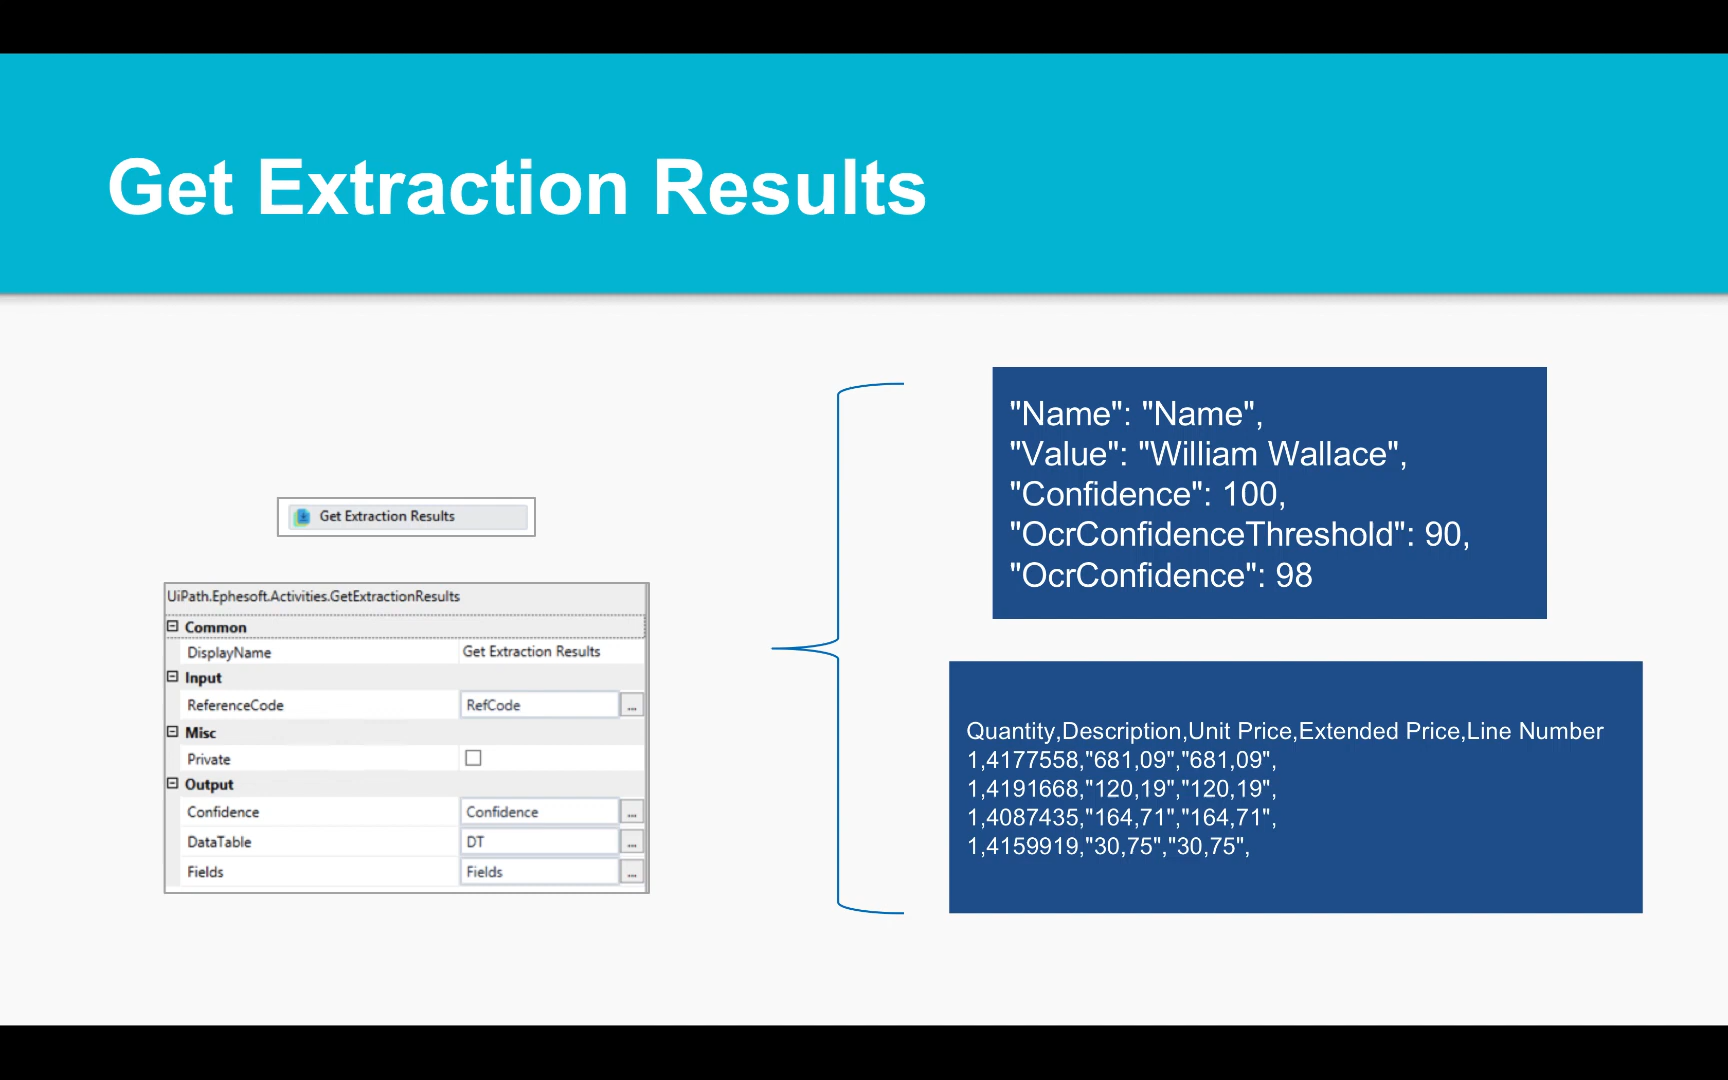 Get Extraction Results
Get Extraction Results
UiPath.Ephesoft.Activities.GetExtractionResults
Common
DisplayName Get Extraction Results
Input
ReferenceCode RefCode ...
Misc
Private
Output
Confidence Confidence ...
DataTable DT ...
Fields Fields ...
"Name": "Name",
"Value": "William Wallace",
"Confidence": 100,
"OcrConfidenceThreshold": 90,
"OcrConfidence": 98
Quantity,Description,Unit Price,Extended Price,Line Number
1,4177558,"681,09","681,09",
1,4191668,"120,19","120,19",
1,4087435,"164,71","164,71",
1,4159919,"30,75","30,75",